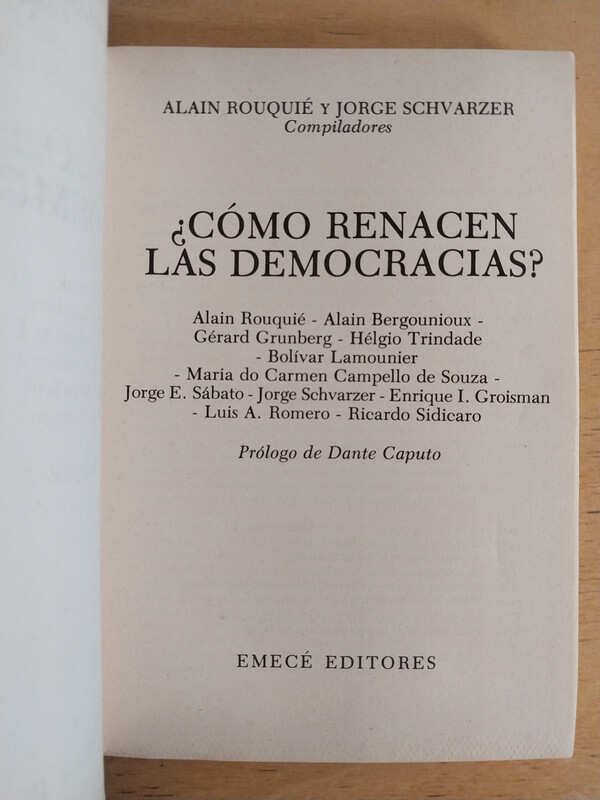 ALAIN ROUQUIÉ Y JORGE SCHVARZER
Compiladores
¿CÓMO RENACEN
LAS DEMOCRACIAS?
Alain Rouquié - Alain Bergounioux -
Gérard Grunberg - Hélgio Trindade
- Bolívar Lamounier
- Maria do Carmen Campello de Souza -
Jorge E. Sábato - Jorge Schvarzer - Enrique I. Groisman
- Luis A. Romero - Ricardo Sidicaro
Prólogo de Dante Caputo
EMECÉ EDITORES